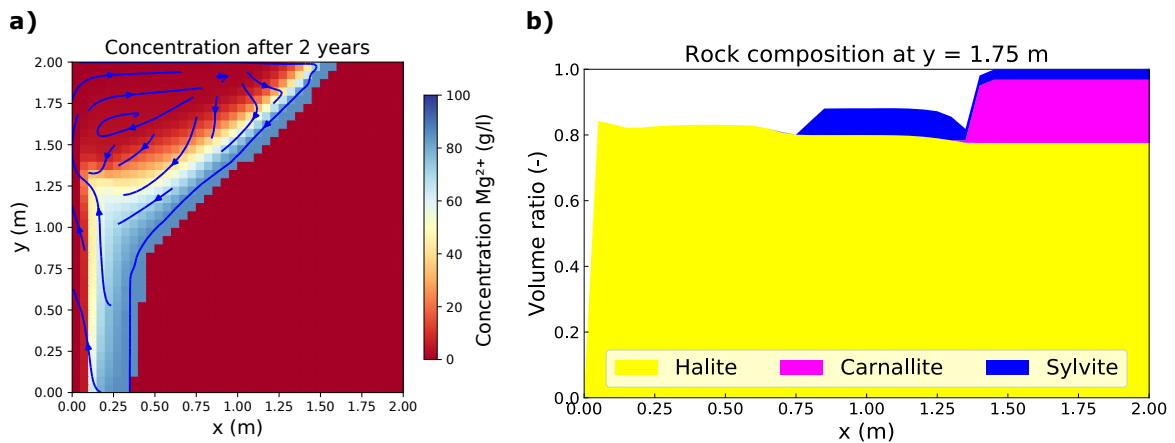 a)
Concentration after 2 years
2.00
1.75
1.50
1.25
1.00
0.75
0.50
0.25
0.00
y (m)
0.00 0.25 0.50 0.75 1.00 1.25 1.50 1.75 2.00
x (m)
100
80
60
40
20
0
Concentration Mg²⁺ (g/l)
b)
Rock composition at y = 1.75 m
1.0
0.8
0.6
0.4
0.2
0.0
Volume ratio (-)
Halite Carnallite Sylvite
0.0 0.25 0.50 0.75 1.00 1.25 1.50 1.75 2.00
x (m)